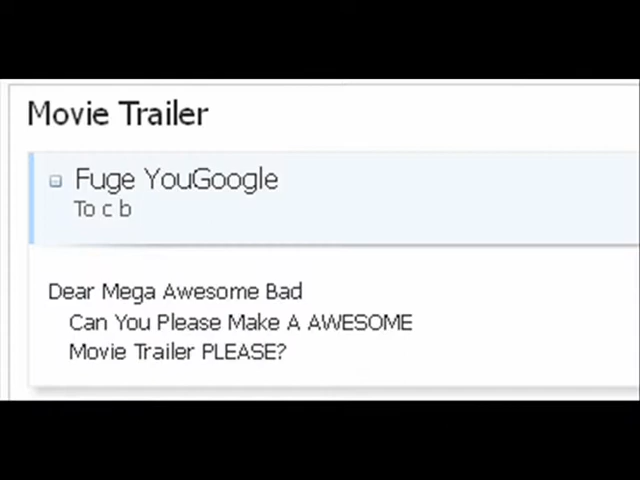 Movie Trailer
Fuge YouGoogle
To c b
Dear Mega Awesome Bad
Can You Please Make A AWESOME
Movie Trailer PLEASE?